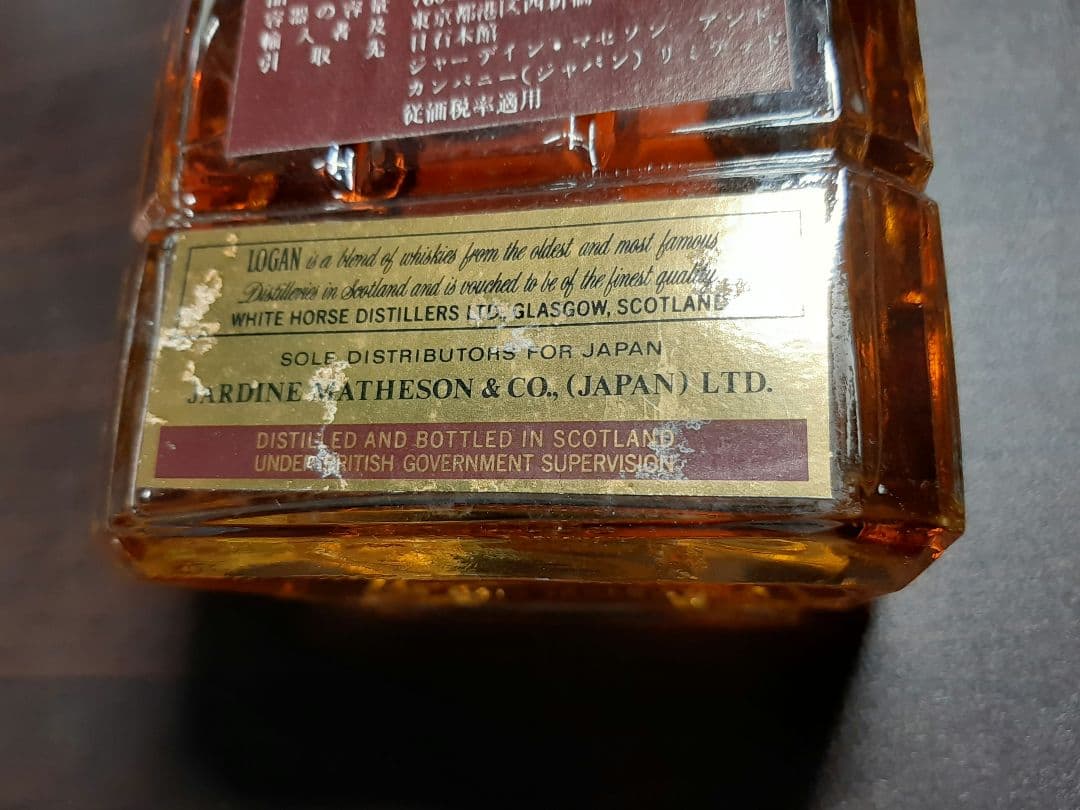 東京都港区西新橋
日石本館
ジャーディン・マセソン アンド
カンパニー(ジャパン) リミテッド
従価税率適用
容器の容量
輸入者
引取先
LOGAN is a blend of whiskies from the oldest and most famous
Distilleries in Scotland and is vouched to be of the finest quality.
WHITE HORSE DISTILLERS LTD., GLASGOW, SCOTLAND
SOLE DISTRIBUTORS FOR JAPAN
JARDINE MATHESON & CO., (JAPAN) LTD.
DISTILLED AND BOTTLED IN SCOTLAND
UNDER BRITISH GOVERNMENT SUPERVISION